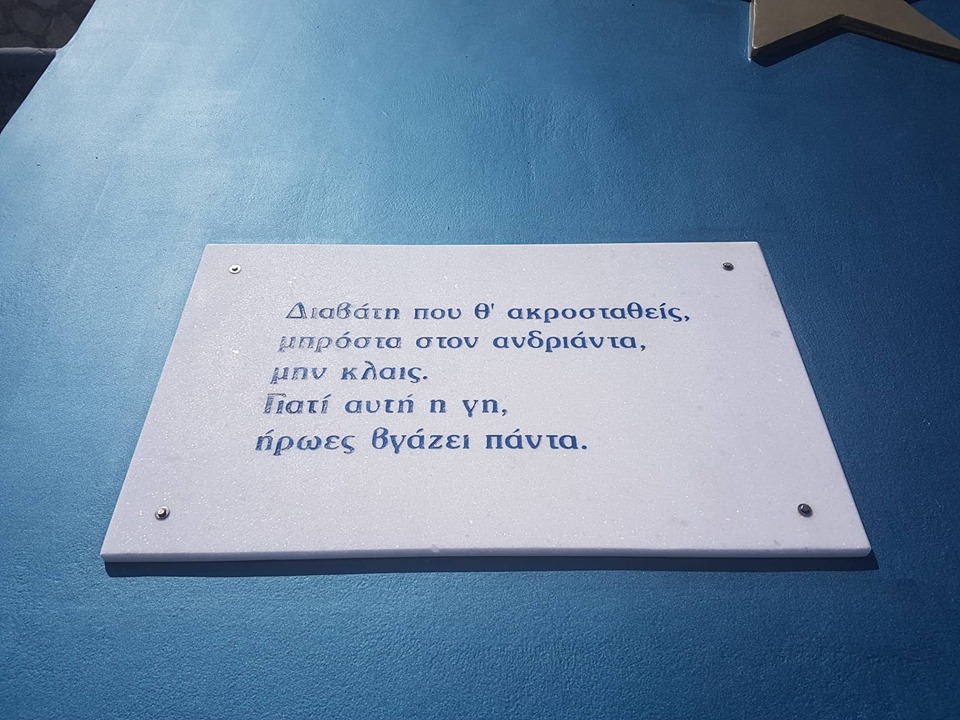 Διαβάτη που θ' ακροσταθείς,
μπρόστα στον ανδριάντα,
μην κλαις.
Γιατί αυτή η γη,
ήρωες βγάζει πάντα.